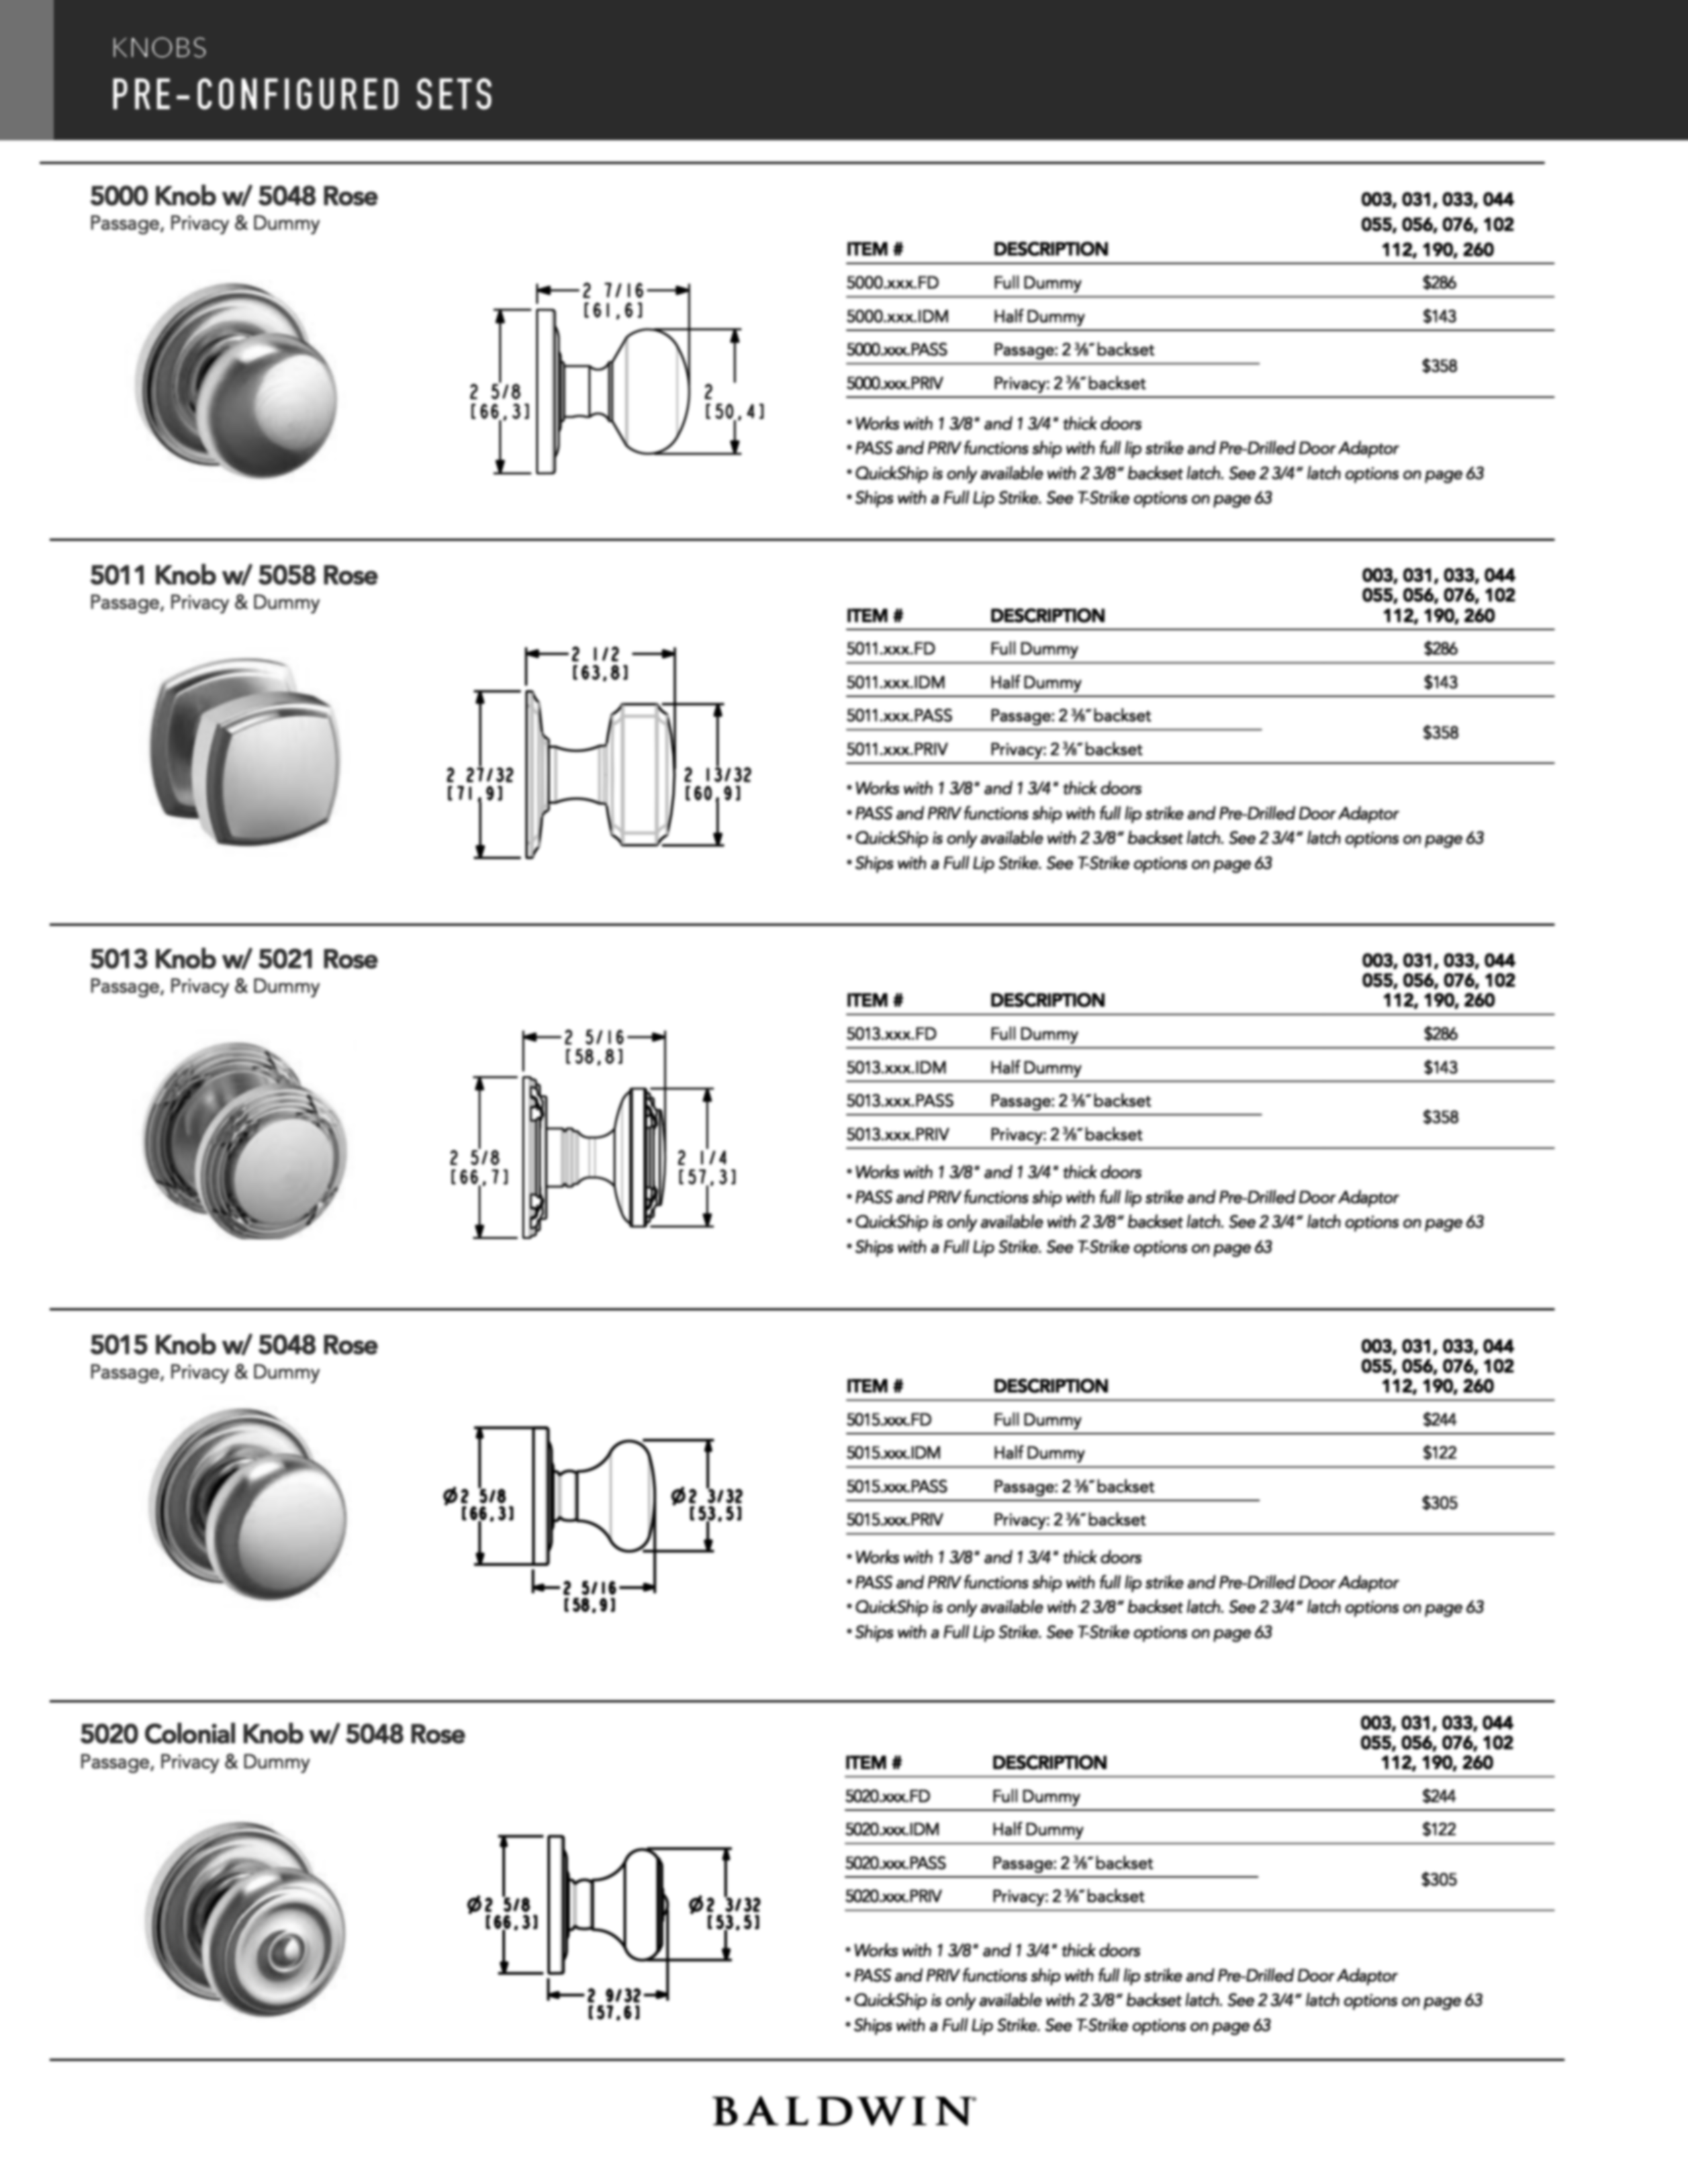 KNOBS
PRE-CONFIGURED SETS
5000 Knob w/ 5048 Rose
Passage, Privacy & Dummy
2 7/16
[61,6]
2 5/8
[66,3]
2
[50,4]
003, 031, 033, 044
055, 056, 076, 102
ITEM # DESCRIPTION 112, 190, 260
5000.xxx.FD Full Dummy $286
5000.xxx.IDM Half Dummy $143
5000.xxx.PASS Passage: 2 ⅜″ backset
$358
5000.xxx.PRIV Privacy: 2 ⅜″ backset
• Works with 1 3/8" and 1 3/4" thick doors
• PASS and PRIV functions ship with full lip strike and Pre-Drilled Door Adaptor
• QuickShip is only available with 2 3/8" backset latch. See 2 3/4" latch options on page 63
• Ships with a Full Lip Strike. See T-Strike options on page 63
5011 Knob w/ 5058 Rose
Passage, Privacy & Dummy
2 1/2
[63,8]
2 27/32
[71,9]
2 13/32
[60,9]
003, 031, 033, 044
055, 056, 076, 102
ITEM # DESCRIPTION 112, 190, 260
5011.xxx.FD Full Dummy $286
5011.xxx.IDM Half Dummy $143
5011.xxx.PASS Passage: 2 ⅜″ backset
$358
5011.xxx.PRIV Privacy: 2 ⅜″ backset
• Works with 1 3/8" and 1 3/4" thick doors
• PASS and PRIV functions ship with full lip strike and Pre-Drilled Door Adaptor
• QuickShip is only available with 2 3/8" backset latch. See 2 3/4" latch options on page 63
• Ships with a Full Lip Strike. See T-Strike options on page 63
5013 Knob w/ 5021 Rose
Passage, Privacy & Dummy
2 5/16
[58,8]
2 5/8
[66,7]
2 1/4
[57,3]
003, 031, 033, 044
055, 056, 076, 102
ITEM # DESCRIPTION 112, 190, 260
5013.xxx.FD Full Dummy $286
5013.xxx.IDM Half Dummy $143
5013.xxx.PASS Passage: 2 ⅜″ backset
$358
5013.xxx.PRIV Privacy: 2 ⅜″ backset
• Works with 1 3/8" and 1 3/4" thick doors
• PASS and PRIV functions ship with full lip strike and Pre-Drilled Door Adaptor
• QuickShip is only available with 2 3/8" backset latch. See 2 3/4" latch options on page 63
• Ships with a Full Lip Strike. See T-Strike options on page 63
5015 Knob w/ 5048 Rose
Passage, Privacy & Dummy
Ø2 5/8
[66,3]
Ø2 3/32
[53,5]
2 5/16
[58,9]
003, 031, 033, 044
055, 056, 076, 102
ITEM # DESCRIPTION 112, 190, 260
5015.xxx.FD Full Dummy $244
5015.xxx.IDM Half Dummy $122
5015.xxx.PASS Passage: 2 ⅜″ backset
$305
5015.xxx.PRIV Privacy: 2 ⅜″ backset
• Works with 1 3/8" and 1 3/4" thick doors
• PASS and PRIV functions ship with full lip strike and Pre-Drilled Door Adaptor
• QuickShip is only available with 2 3/8" backset latch. See 2 3/4" latch options on page 63
• Ships with a Full Lip Strike. See T-Strike options on page 63
5020 Colonial Knob w/ 5048 Rose
Passage, Privacy & Dummy
Ø2 5/8
[66,3]
Ø2 3/32
[53,5]
2 9/32
[57,6]
003, 031, 033, 044
055, 056, 076, 102
ITEM # DESCRIPTION 112, 190, 260
5020.xxx.FD Full Dummy $244
5020.xxx.IDM Half Dummy $122
5020.xxx.PASS Passage: 2 ⅜″ backset
$305
5020.xxx.PRIV Privacy: 2 ⅜″ backset
• Works with 1 3/8" and 1 3/4" thick doors
• PASS and PRIV functions ship with full lip strike and Pre-Drilled Door Adaptor
• QuickShip is only available with 2 3/8" backset latch. See 2 3/4" latch options on page 63
• Ships with a Full Lip Strike. See T-Strike options on page 63
BALDWIN